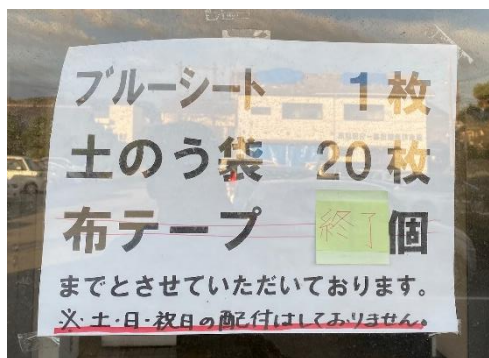 ブルーシート 1枚
土のう袋 20枚
布テープ 終了個
までとさせていただいております。
※・土・日・祝日の配付はしておりません。